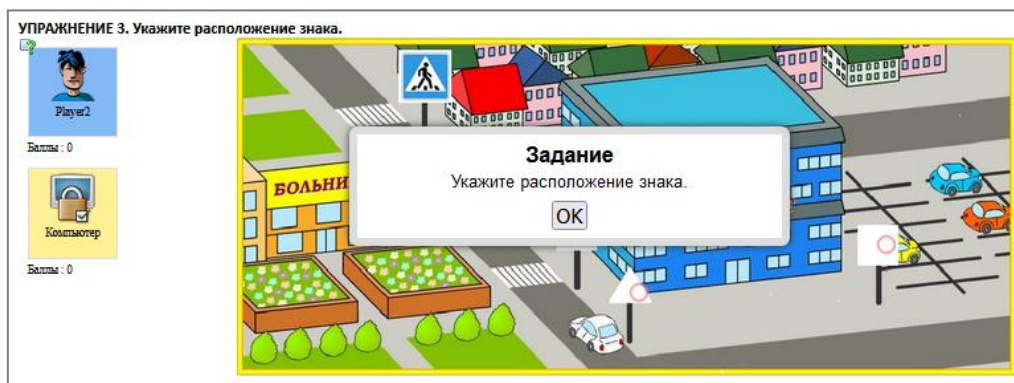 УПРАЖНЕНИЕ 3. Укажите расположение знака.
Player2
Баллы : 0
Компьютер
Баллы : 0
БОЛЬНИ
Задание
Укажите расположение знака.
OK